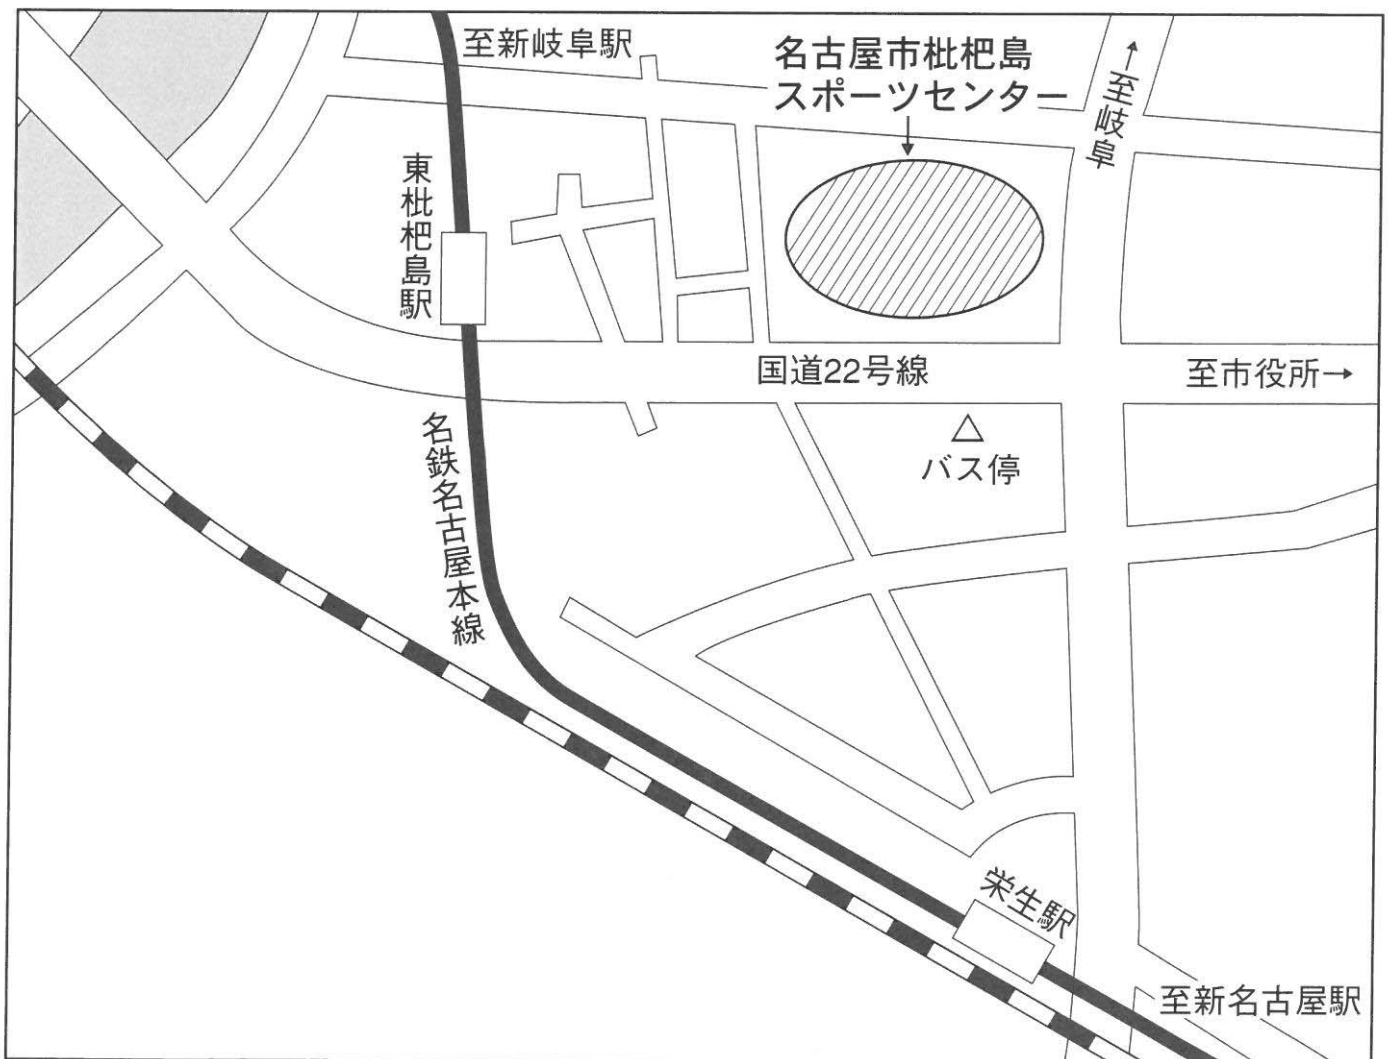 至新岐阜駅
名古屋市枇杷島
スポーツセンター
↑至岐阜
東枇杷島駅
国道22号線
至市役所→
名鉄名古屋本線
バス停
栄生駅
至新名古屋駅